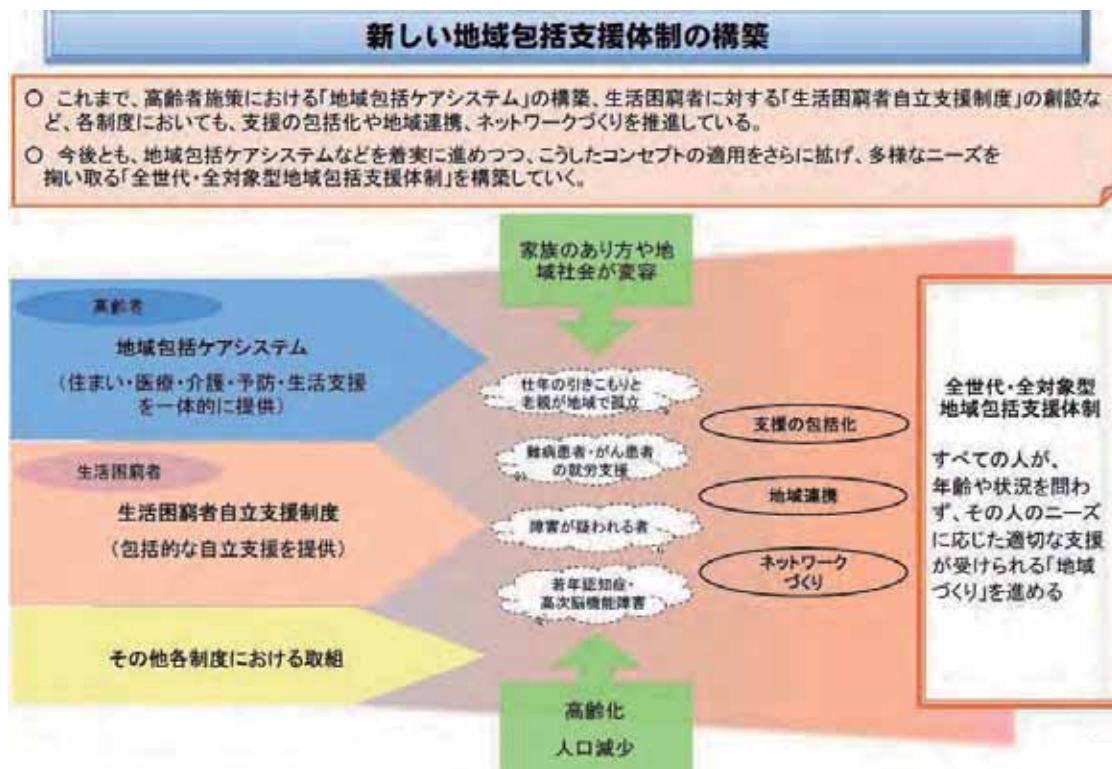 新しい地域包括支援体制の構築
○ これまで、高齢者施策における「地域包括ケアシステム」の構築、生活困窮者に対する「生活困窮者自立支援制度」の創設な
ど、各制度においても、支援の包括化や地域連携、ネットワークづくりを推進している。
○ 今後とも、地域包括ケアシステムなどを着実に進めつつ、こうしたコンセプトの適用をさらに拡げ、多様なニーズを
掬い取る「全世代・全対象型地域包括支援体制」を構築していく。
家族のあり方や地
域社会が変容
高齢者
地域包括ケアシステム
(住まい・医療・介護・予防・生活支援
を一体的に提供)
生活困窮者
生活困窮者自立支援制度
(包括的な自立支援を提供)
その他各制度における取組
壮年の引きこもりと
老親が地域で孤立
難病患者・がん患者
の就労支援
障害が疑われる者
若年認知症・
高次脳機能障害
高齢化
人口減少
支援の包括化
地域連携
ネットワーク
づくり
全世代・全対象型
地域包括支援体制
すべての人が、
年齢や状況を問わ
ず、その人のニーズ
に応じた適切な支援
が受けられる「地域
づくり」を進める